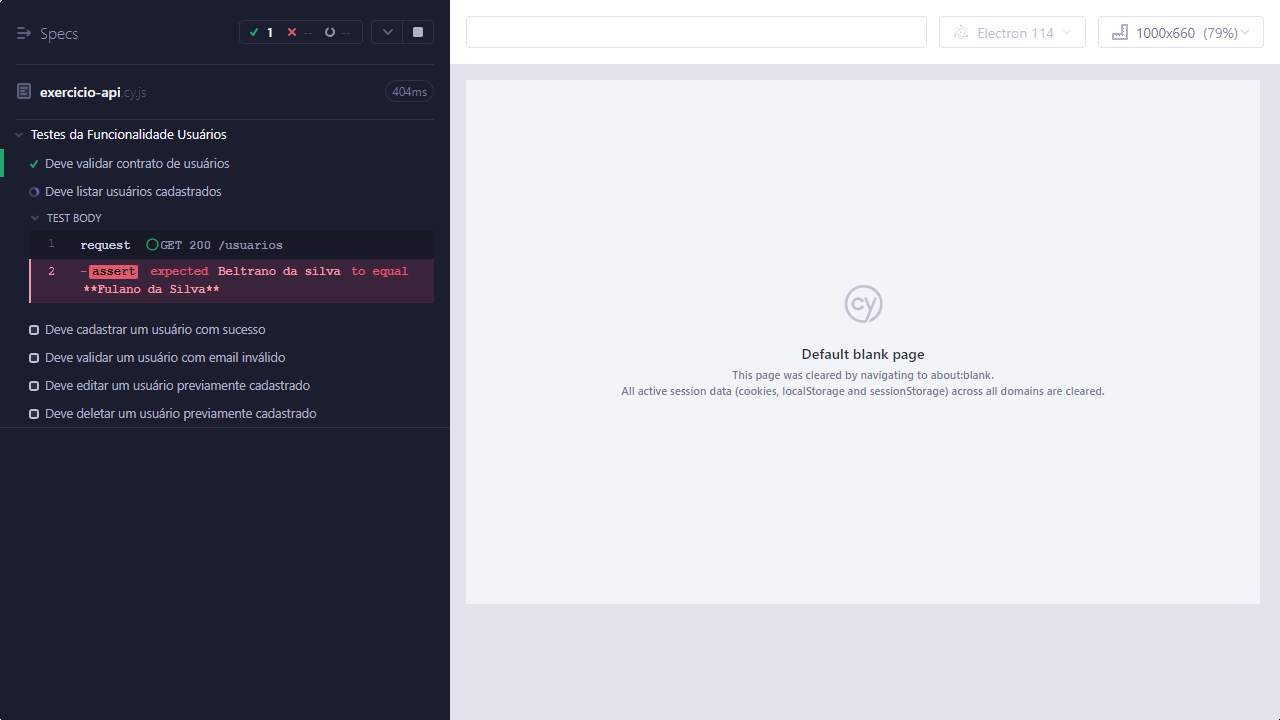 Specs
1 -- --
exercicio-api.cy.js
404ms
Testes da Funcionalidade Usuários
Deve validar contrato de usuários
Deve listar usuários cadastrados
TEST BODY
1 request GET 200 /usuarios
2 -assert expected Beltrano da silva to equal
**Fulano da Silva**
Deve cadastrar um usuário com sucesso
Deve validar um usuário com email inválido
Deve editar um usuário previamente cadastrado
Deve deletar um usuário previamente cadastrado
Electron 114
1000x660 (79%)
cy
Default blank page
This page was cleared by navigating to about:blank.
All active session data (cookies, localStorage and sessionStorage) across all domains are cleared.